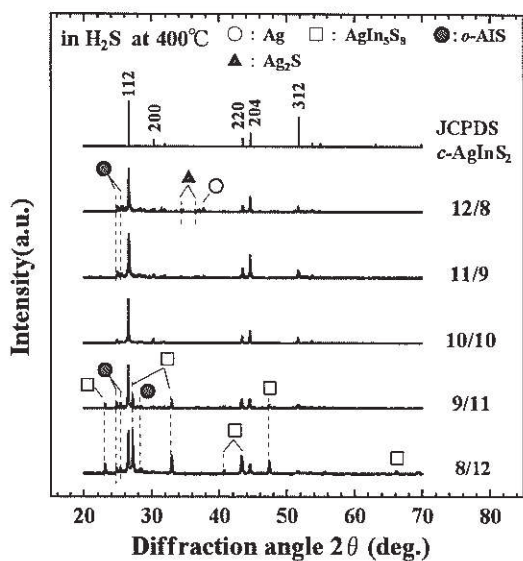 in H₂S at 400℃ ○ : Ag □ : AgIn₅S₈ ● : o-AIS
▲ : Ag₂S
112
200
220
204
312
JCPDS
c-AgInS₂
12/8
11/9
10/10
9/11
8/12
Intensity(a.u.)
20 30 40 50 60 70 80
Diffraction angle 2θ (deg.)